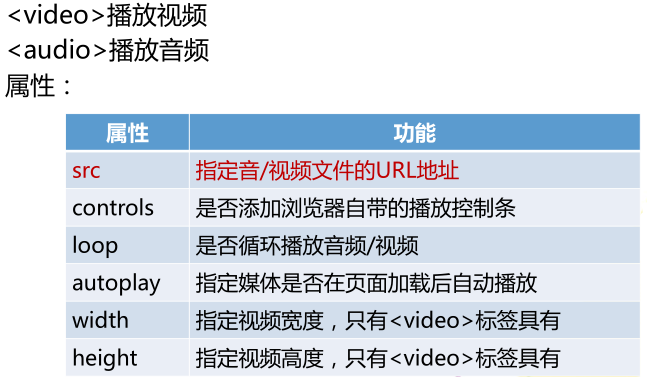 <video>播放视频
<audio>播放音频
属性：
属性 功能
src 指定音/视频文件的URL地址
controls 是否添加浏览器自带的播放控制条
loop 是否循环播放音频/视频
autoplay 指定媒体是否在页面加载后自动播放
width 指定视频宽度，只有<video>标签具有
height 指定视频高度，只有<video>标签具有